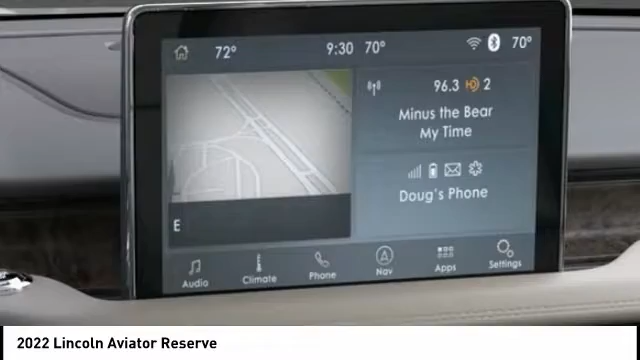 72° 9:30 70° 70°
96.3 HD 2
Minus the Bear
My Time
Doug's Phone
E
Audio Climate Phone Nav Apps Settings
2022 Lincoln Aviator Reserve